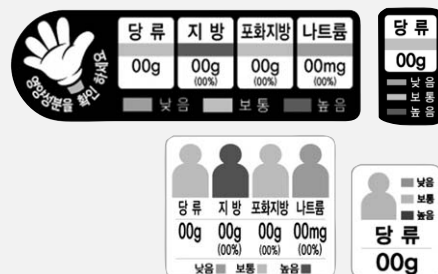 영양성분을 확인 하세요
당류 지방 포화지방 나트륨
00g 00g 00g 00mg
(00%) (00%) (00%)
낮음 보통 높음
당류
00g
낮음
보통
높음
당류 지방 포화지방 나트륨
00g 00g 00g 00mg
(00%) (00%) (00%)
낮음 보통 높음
낮음
보통
높음
당류
00g